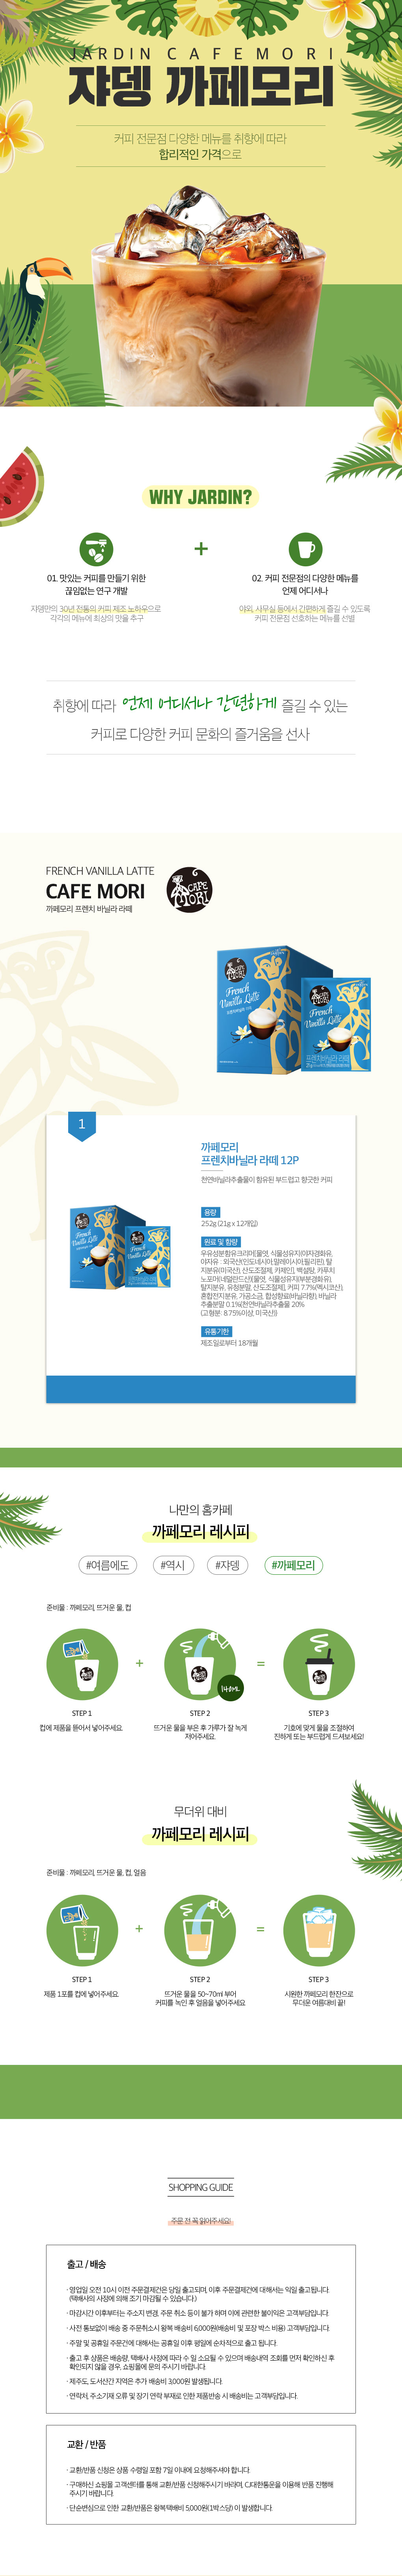 JARDIN CAFEMORI
쟈뎅 까페모리
커피 전문점 다양한 메뉴를 취향에 따라
합리적인 가격으로
WHY JARDIN?
01. 맛있는 커피를 만들기 위한
끊임없는 연구 개발
쟈뎅만의 30년 전통의 커피 제조 노하우으로
각각의 메뉴에 최상의 맛을 추구
+
02. 커피 전문점의 다양한 메뉴를
언제 어디서나
야외, 사무실 등에서 간편하게 즐길 수 있도록
커피 전문점 선호하는 메뉴를 선별
취향에 따라 언제 어디서나 간편하게 즐길 수 있는
커피로 다양한 커피 문화의 즐거움을 선사
FRENCH VANILLA LATTE
CAFE MORI
까페모리 프렌치 바닐라 라떼
CAFE MORI
French Vanilla Latte
프렌치바닐라 라떼
1
까페모리
프렌치바닐라 라떼 12P
천연바닐라추출물이 함유된 부드럽고 향긋한 커피
용량
252g (21g x 12개입)
원료 및 함량
우유성분함유크리머[물엿, 식물성유지(야자경화유,
야자유 : 외국산(인도네시아,말레이시아,필리핀), 탈
지분유(미국산), 산도조절제, 카제인], 백설탕, 카푸치
노포머(네덜란드산)[물엿, 식물성유지(부분경화유),
탈지분유, 유청분말, 산도조절제], 커피 7.7%(멕시코산),
혼합전지분유, 가공소금, 합성향료(바닐라향), 바닐라
추출분말 0.1%(천연바닐라추출물 20%
(고형분 : 8.75%이상, 미국산))
유통기한
제조일로부터 18개월
나만의 홈카페
까페모리 레시피
#여름에도 #역시 #쟈뎅 #까페모리
준비물 : 까페모리, 뜨거운 물, 컵
+
140ML
=
STEP 1
컵에 제품을 뜯어서 넣어주세요.
STEP 2
뜨거운 물을 부은 후 가루가 잘 녹게
저어주세요.
STEP 3
기호에 맞게 물을 조절하여
진하게 또는 부드럽게 드셔보세요!
무더위 대비
까페모리 레시피
준비물 : 까페모리, 뜨거운 물, 컵, 얼음
+
=
STEP 1
제품 1포를 컵에 넣어주세요.
STEP 2
뜨거운 물을 50~70ml 부어
커피를 녹인 후 얼음을 넣어주세요
STEP 3
시원한 까페모리 한잔으로
무더운 여름대비 끝!
SHOPPING GUIDE
주문 전 꼭 읽어주세요!
출고 / 배송
· 영업일 오전 10시 이전 주문결제건은 당일 출고되며, 이후 주문결제건에 대해서는 익일 출고됩니다.
(택배사의 사정에 의해 조기 마감될 수 있습니다.)
· 마감시간 이후부터는 주소지 변경, 주문 취소 등이 불가 하며 이에 관련한 불이익은 고객부담입니다.
· 사전 통보없이 배송 중 주문취소시 왕복 배송비 6,000원(배송비 및 포장 박스 비용) 고객부담입니다.
· 주말 및 공휴일 주문건에 대해서는 공휴일 이후 평일에 순차적으로 출고 됩니다.
· 출고 후 상품은 배송량, 택배사 사정에 따라 수 일 소요될 수 있으며 배송내역 조회를 먼저 확인하신 후
확인되지 않을 경우, 쇼핑몰에 문의 주시기 바랍니다.
· 제주도, 도서산간 지역은 추가 배송비 3,000원 발생됩니다.
· 연락처, 주소기재 오류 및 장기 연락 부재로 인한 제품반송 시 배송비는 고객부담입니다.
교환 / 반품
· 교환/반품 신청은 상품 수령일 포함 7일 이내에 요청해주셔야 합니다.
· 구매하신 쇼핑몰 고객센터를 통해 교환/반품 신청해주시기 바라며, CJ대한통운을 이용해 반품 진행해
주시기 바랍니다.
· 단순변심으로 인한 교환/반품은 왕복택배비 5,000원(1박스당) 이 발생합니다.